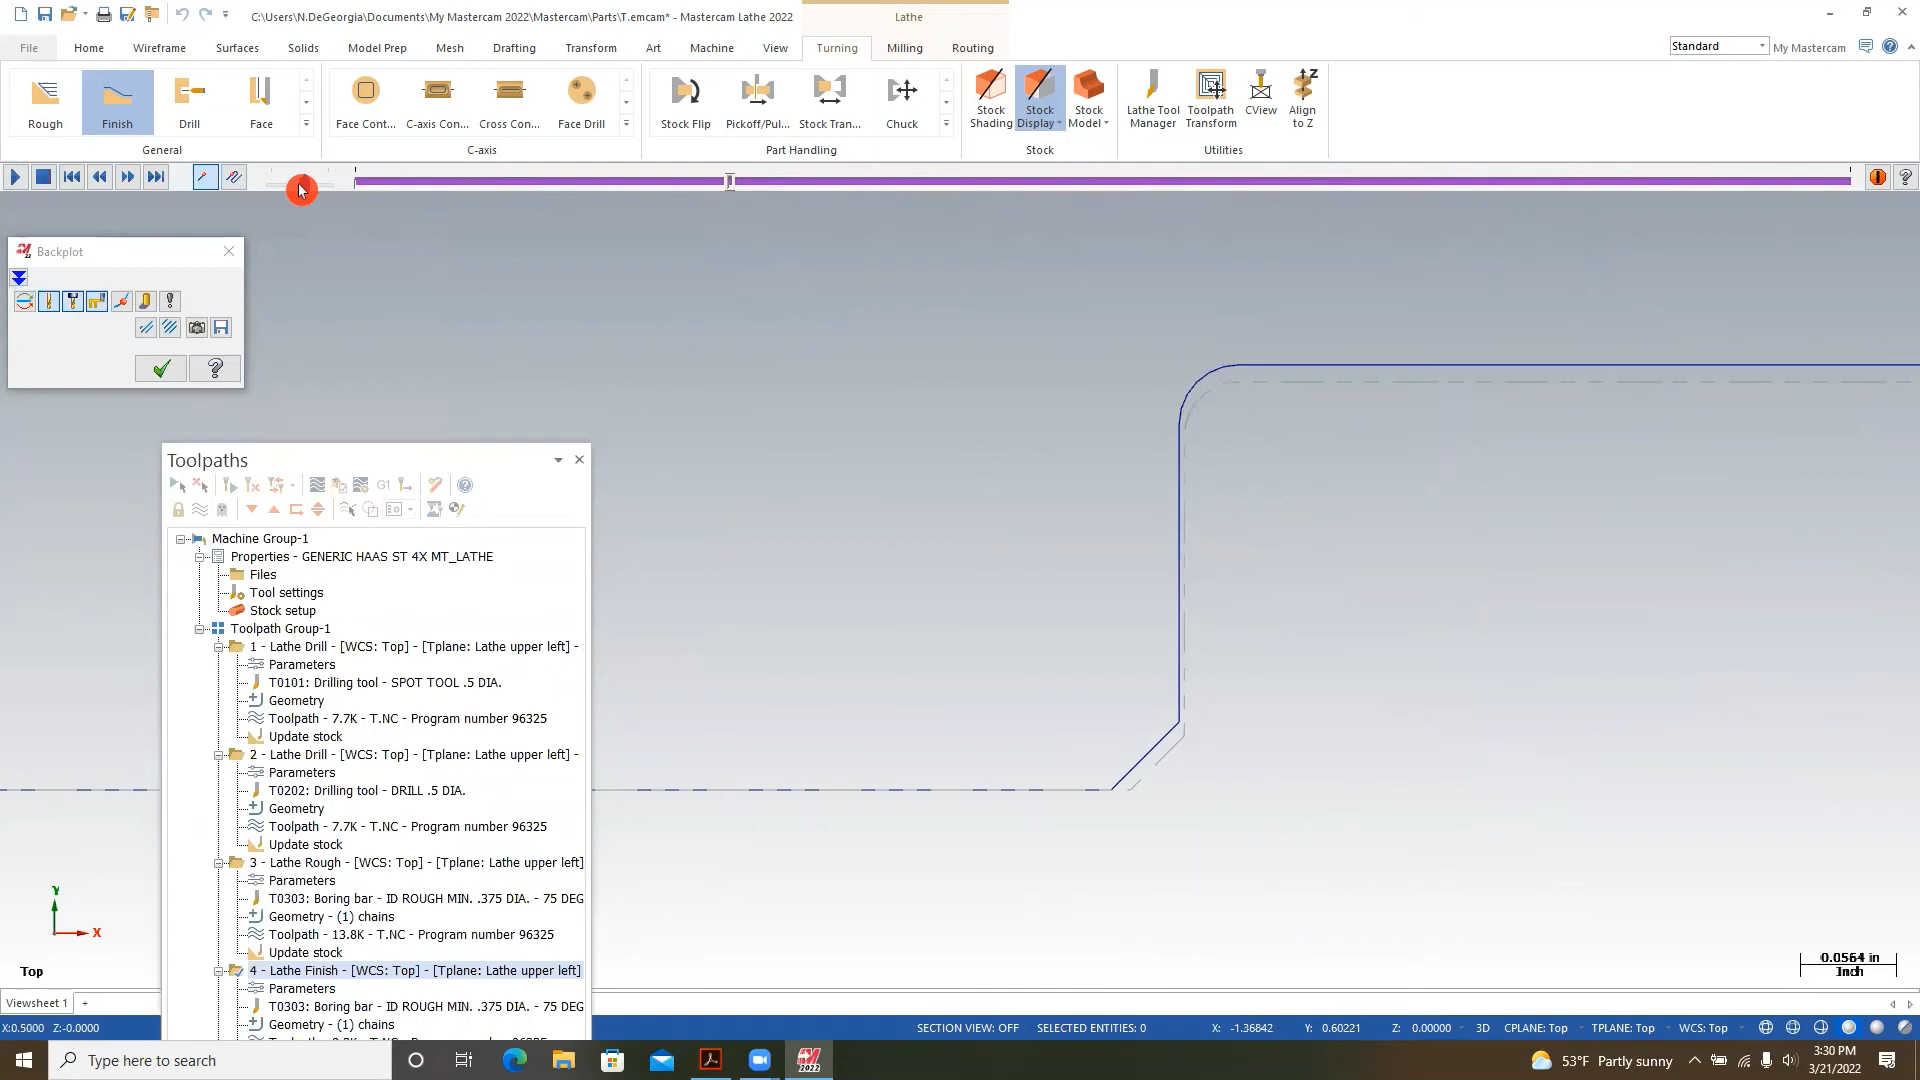 C:\Users\N.DeGeorgia\Documents\My Mastercam 2022\Mastercam\Parts\T.emcam* - Mastercam Lathe 2022
Lathe
File Home Wireframe Surfaces Solids Model Prep Mesh Drafting Transform Art Machine View Turning Milling Routing
Standard My Mastercam
Rough Finish Drill Face
General
Face Cont... C-axis Con... Cross Con... Face Drill
C-axis
Stock Flip Pickoff/Pul... Stock Tran... Chuck
Part Handling
Stock Shading Stock Display Stock Model
Stock
Lathe Tool Manager Toolpath Transform CView Align to Z
Utilities
Backplot
Toolpaths
G1
Machine Group-1
Properties - GENERIC HAAS ST 4X MT_LATHE
Files
Tool settings
Stock setup
Toolpath Group-1
1 - Lathe Drill - [WCS: Top] - [Tplane: Lathe upper left] -
Parameters
T0101: Drilling tool - SPOT TOOL .5 DIA.
Geometry
Toolpath - 7.7K - T.NC - Program number 96325
Update stock
2 - Lathe Drill - [WCS: Top] - [Tplane: Lathe upper left] -
Parameters
T0202: Drilling tool - DRILL .5 DIA.
Geometry
Toolpath - 7.7K - T.NC - Program number 96325
Update stock
3 - Lathe Rough - [WCS: Top] - [Tplane: Lathe upper left]
Parameters
T0303: Boring bar - ID ROUGH MIN. .375 DIA. - 75 DEG
Geometry - (1) chains
Toolpath - 13.8K - T.NC - Program number 96325
Update stock
4 - Lathe Finish - [WCS: Top] - [Tplane: Lathe upper left]
Parameters
T0303: Boring bar - ID ROUGH MIN. .375 DIA. - 75 DEG
Geometry - (1) chains
Y
X
Top
0.0564 in
Inch
Viewsheet 1 +
X:0.5000 Z:-0.0000
SECTION VIEW: OFF SELECTED ENTITIES: 0 X: -1.36842 Y: 0.60221 Z: 0.00000 3D CPLANE: Top TPLANE: Top WCS: Top
Type here to search
2022
53°F Partly sunny
3:30 PM
3/21/2022